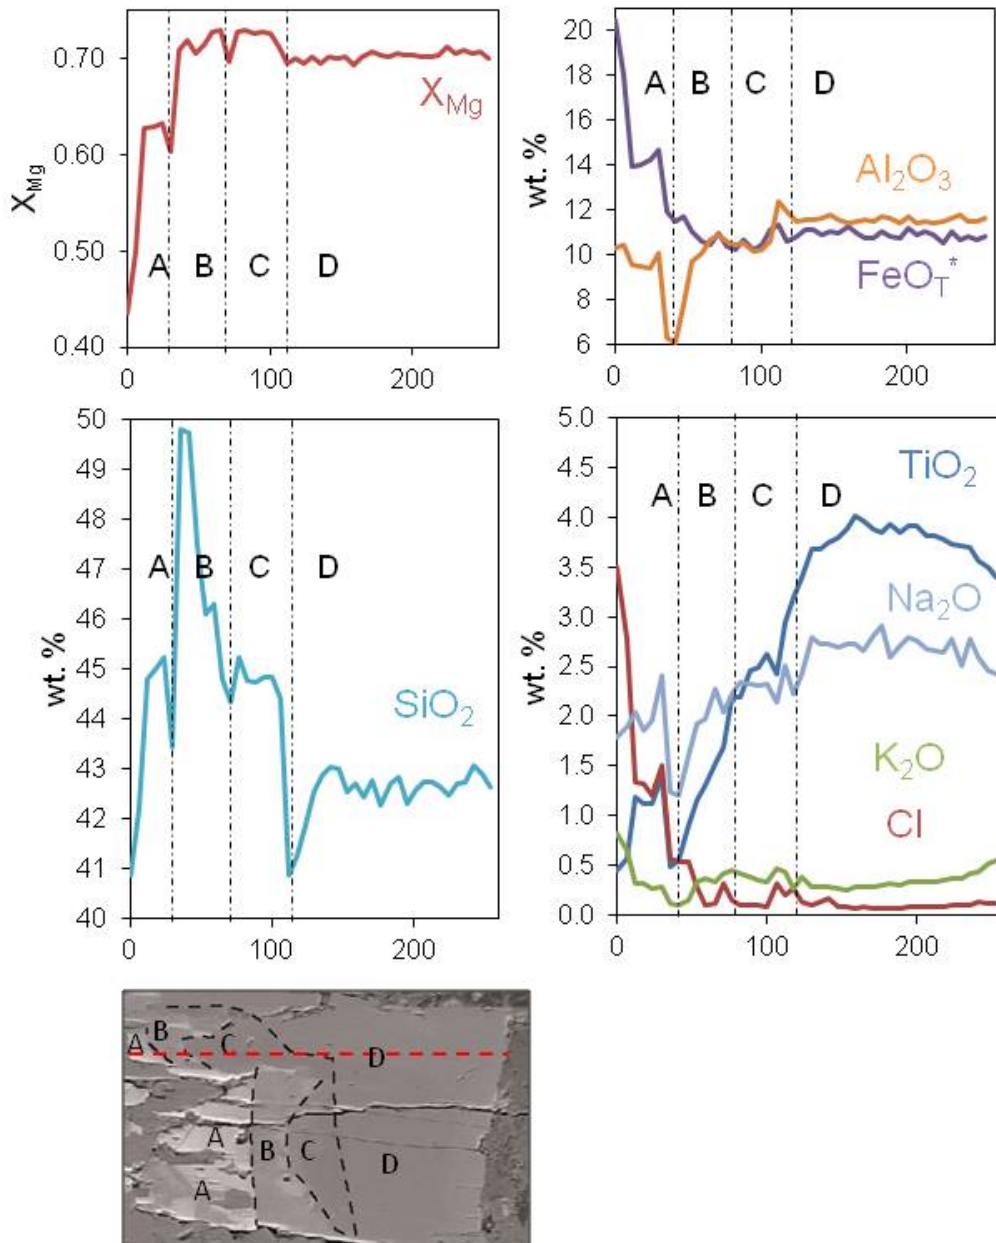 0.70
0.60
0.50
0.40
X_Mg
X_Mg
A B C D
0 100 200
20
18
16
14
12
10
8
6
wt. %
A B C D
Al₂O₃
FeO_T*
0 100 200
50
49
48
47
46
45
44
43
42
41
40
wt. %
A B C D
SiO₂
0 100 200
5.0
4.5
4.0
3.5
3.0
2.5
2.0
1.5
1.0
0.5
0.0
wt. %
A B C D
TiO₂
Na₂O
K₂O
Cl
0 100 200
B
A C D
A B C D
A